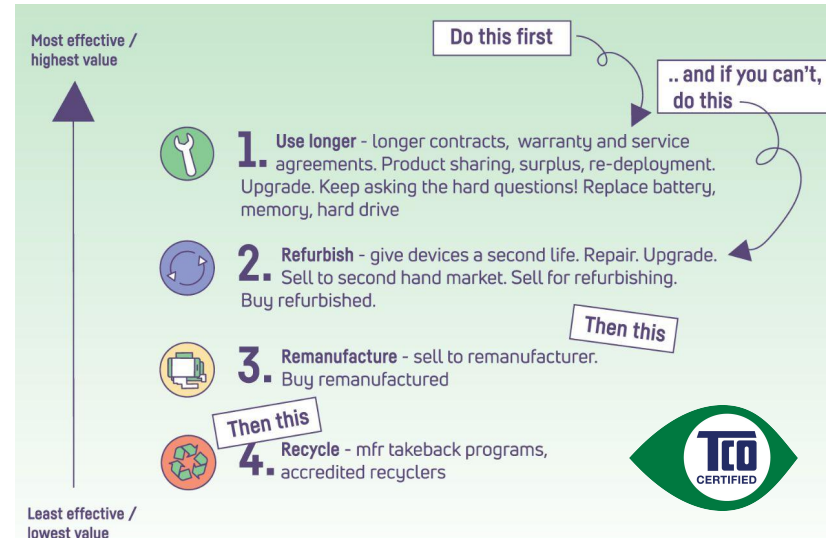 Most effective /
highest value
Do this first
.. and if you can't,
do this
1. Use longer - longer contracts, warranty and service
agreements. Product sharing, surplus, re-deployment.
Upgrade. Keep asking the hard questions! Replace battery,
memory, hard drive
2. Refurbish - give devices a second life. Repair. Upgrade.
Sell to second hand market. Sell for refurbishing.
Buy refurbished.
Then this
3. Remanufacture - sell to remanufacturer.
Buy remanufactured
Then this
4. Recycle - mfr takeback programs,
accredited recyclers
TCO
CERTIFIED
Least effective /
lowest value